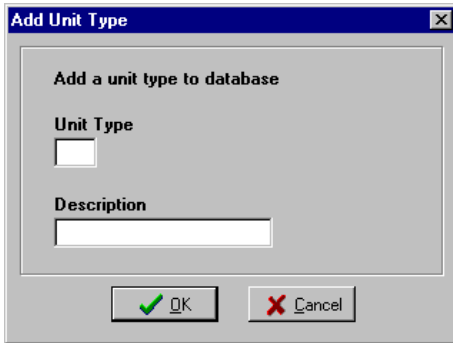 Add Unit Type
Add a unit type to database
Unit Type
Description
OK
Cancel